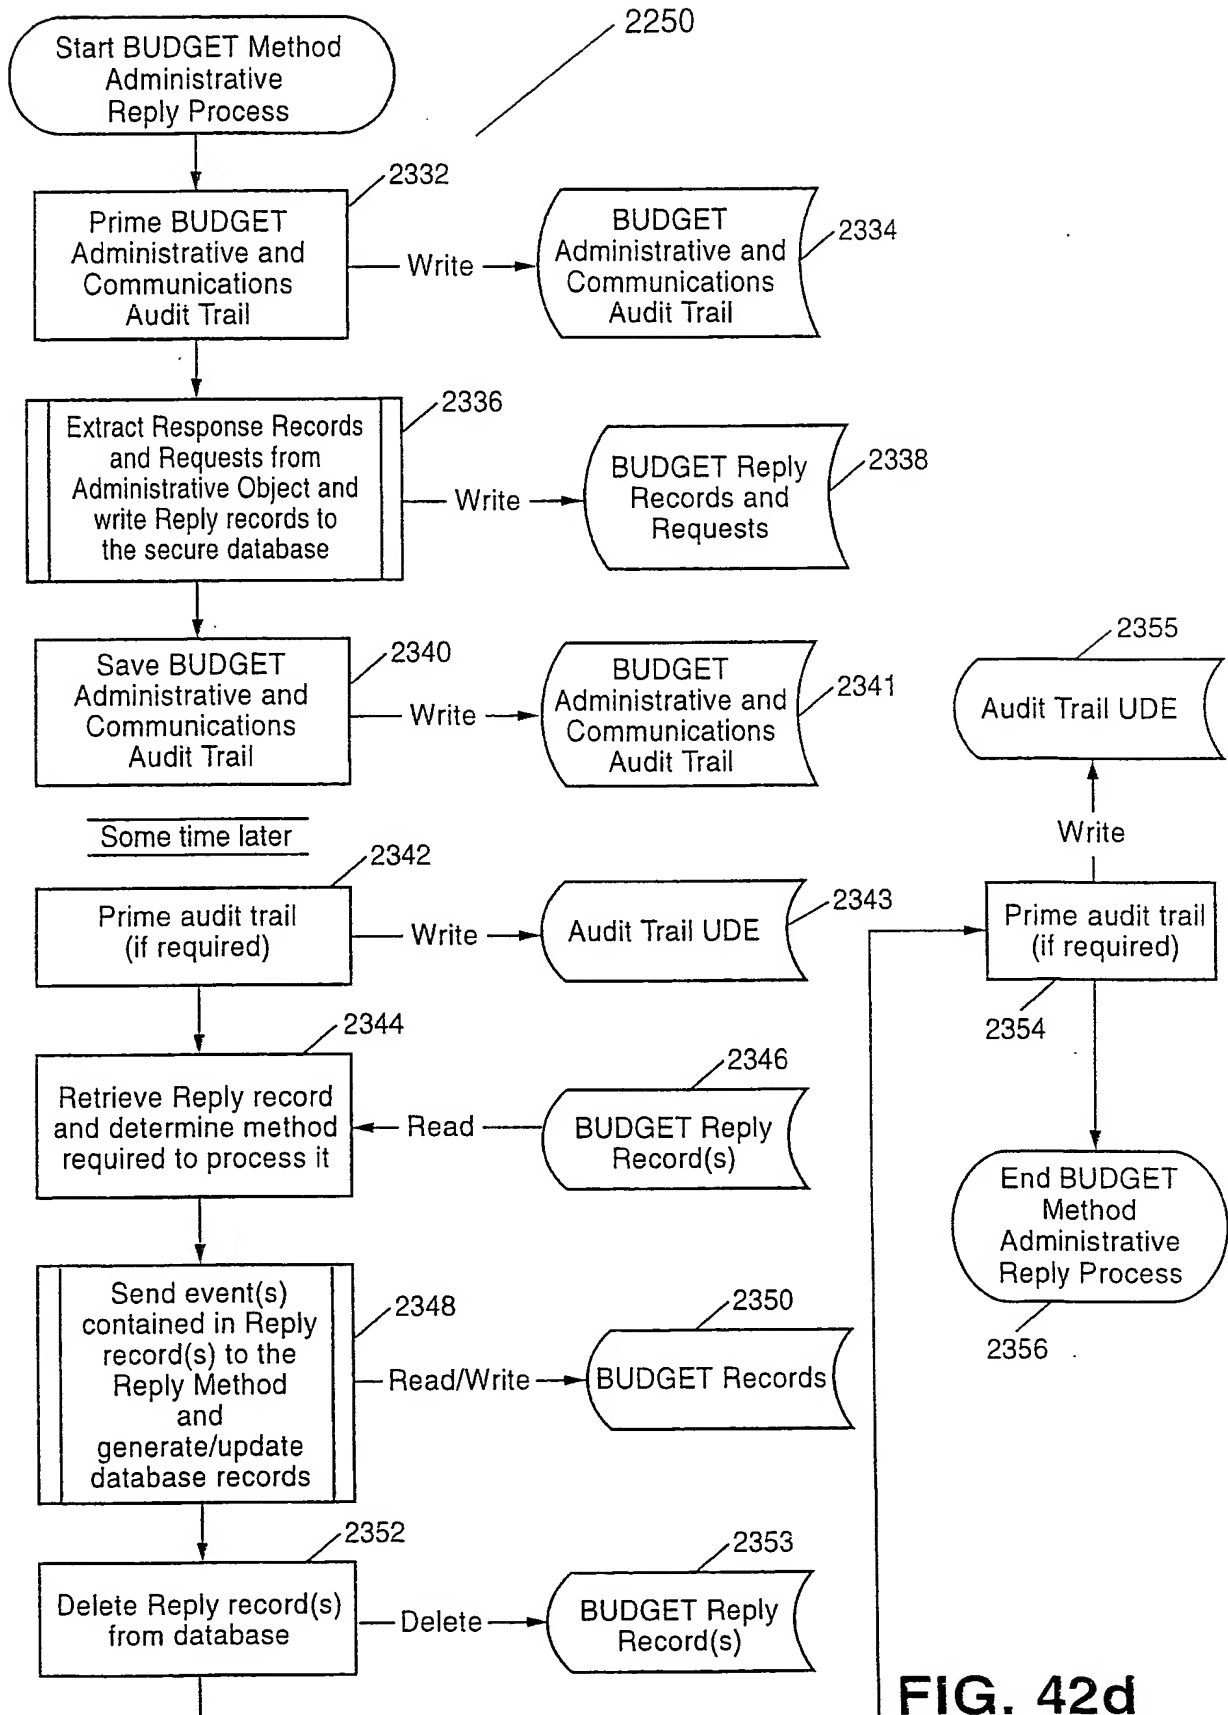 Start BUDGET Method
Administrative
Reply Process
2250
2332
Prime BUDGET
Administrative and
Communications
Audit Trail
Write
BUDGET
Administrative and
Communications
Audit Trail
2334
2336
Extract Response Records
and Requests from
Administrative Object and
write Reply records to
the secure database
Write
BUDGET Reply
Records and
Requests
2338
2340
Save BUDGET
Administrative and
Communications
Audit Trail
Write
BUDGET
Administrative and
Communications
Audit Trail
2341
Some time later
2342
Prime audit trail
(if required)
Write
Audit Trail UDE
2343
2344
Retrieve Reply record
and determine method
required to process it
Read
2346
BUDGET Reply
Record(s)
Send event(s)
contained in Reply
record(s) to the
Reply Method
and
generate/update
database records
2348
Read/Write
2350
BUDGET Records
2352
Delete Reply record(s)
from database
Delete
2353
BUDGET Reply
Record(s)
2355
Audit Trail UDE
Write
Prime audit trail
(if required)
2354
End BUDGET
Method
Administrative
Reply Process
2356
FIG. 42d